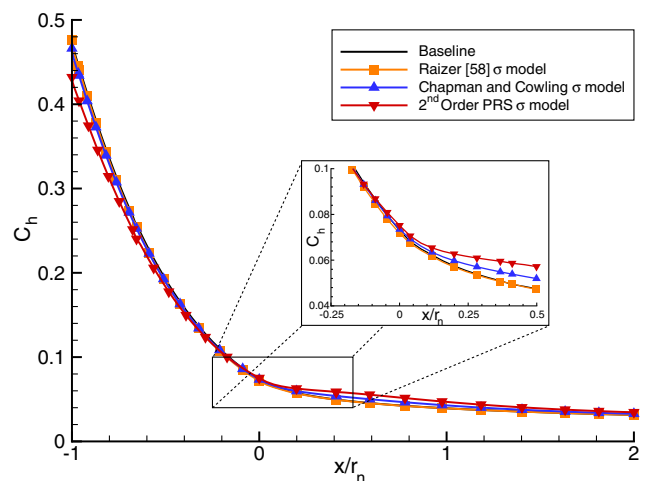 0.5
0.4
0.3
0.2
0.1
0
C_h
-1
0
1
2
x/r_n
Baseline
Raizer [58] σ model
Chapman and Cowling σ model
2nd Order PRS σ model
0.1
0.08
0.06
0.04
C_h
-0.25
0
0.25
0.5
x/r_n